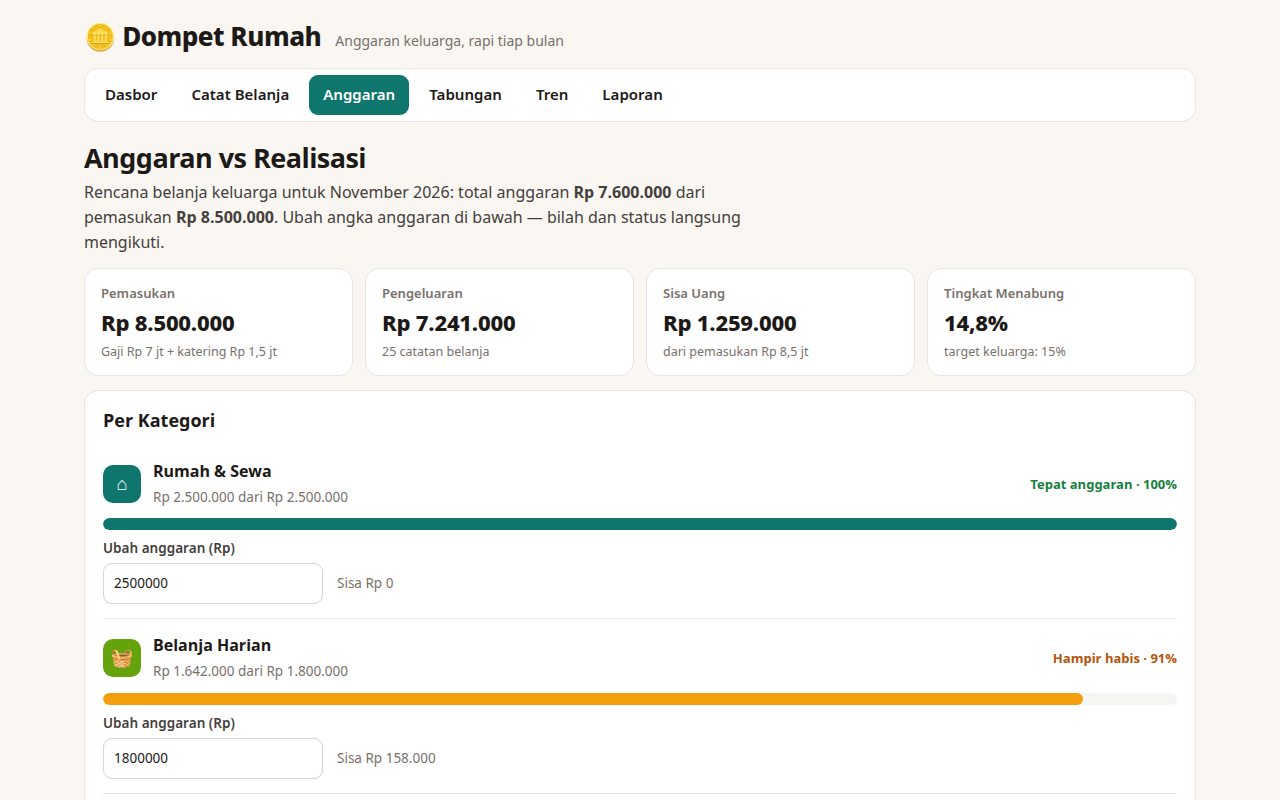 Dompet Rumah Anggaran keluarga, rapi tiap bulan
Dasbor Catat Belanja Anggaran Tabungan Tren Laporan
Anggaran vs Realisasi
Rencana belanja keluarga untuk November 2026: total anggaran Rp 7.600.000 dari
pemasukan Rp 8.500.000. Ubah angka anggaran di bawah — bilah dan status langsung
mengikuti.
Pemasukan
Rp 8.500.000
Gaji Rp 7 jt + katering Rp 1,5 jt
Pengeluaran
Rp 7.241.000
25 catatan belanja
Sisa Uang
Rp 1.259.000
dari pemasukan Rp 8,5 jt
Tingkat Menabung
14,8%
target keluarga: 15%
Per Kategori
Rumah & Sewa
Rp 2.500.000 dari Rp 2.500.000
Tepat anggaran · 100%
Ubah anggaran (Rp)
2500000 Sisa Rp 0
Belanja Harian
Rp 1.642.000 dari Rp 1.800.000
Hampir habis · 91%
Ubah anggaran (Rp)
1800000 Sisa Rp 158.000